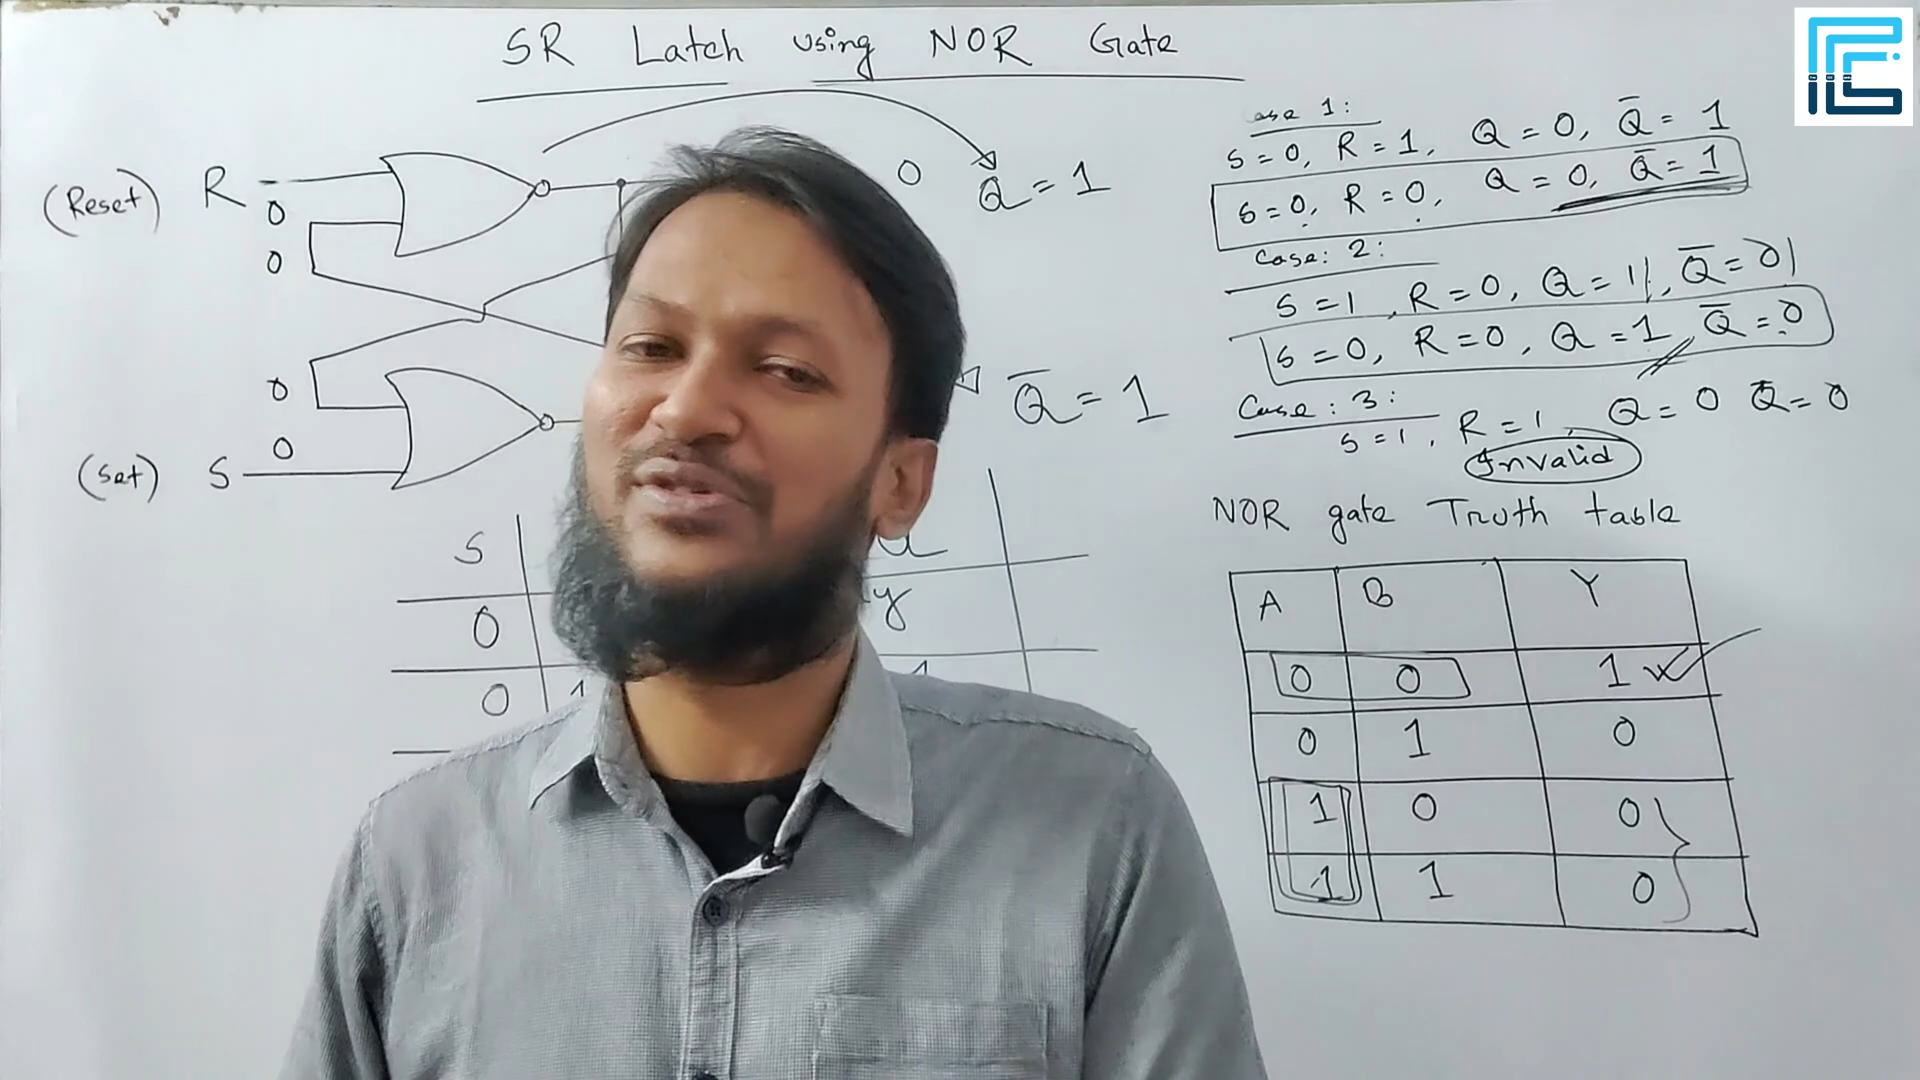 SR Latch using NOR Gate
(Reset) R
0
0
0 Q = 1
0
0
(Set) S
Q̅ = 1
S
0
y
0 1
ase 1:
S = 0, R = 1, Q = 0, Q̅ = 1
S = 0, R = 0, Q = 0, Q̅ = 1
Case: 2:
S = 1, R = 0, Q = 1, Q̅ = 0
S = 0, R = 0, Q = 1, Q̅ = 0
Case: 3:
S = 1, R = 1, Q = 0 Q̅ = 0
Invalid
NOR gate Truth table
A B Y
0 0 1
0 1 0
1 0 0
1 1 0